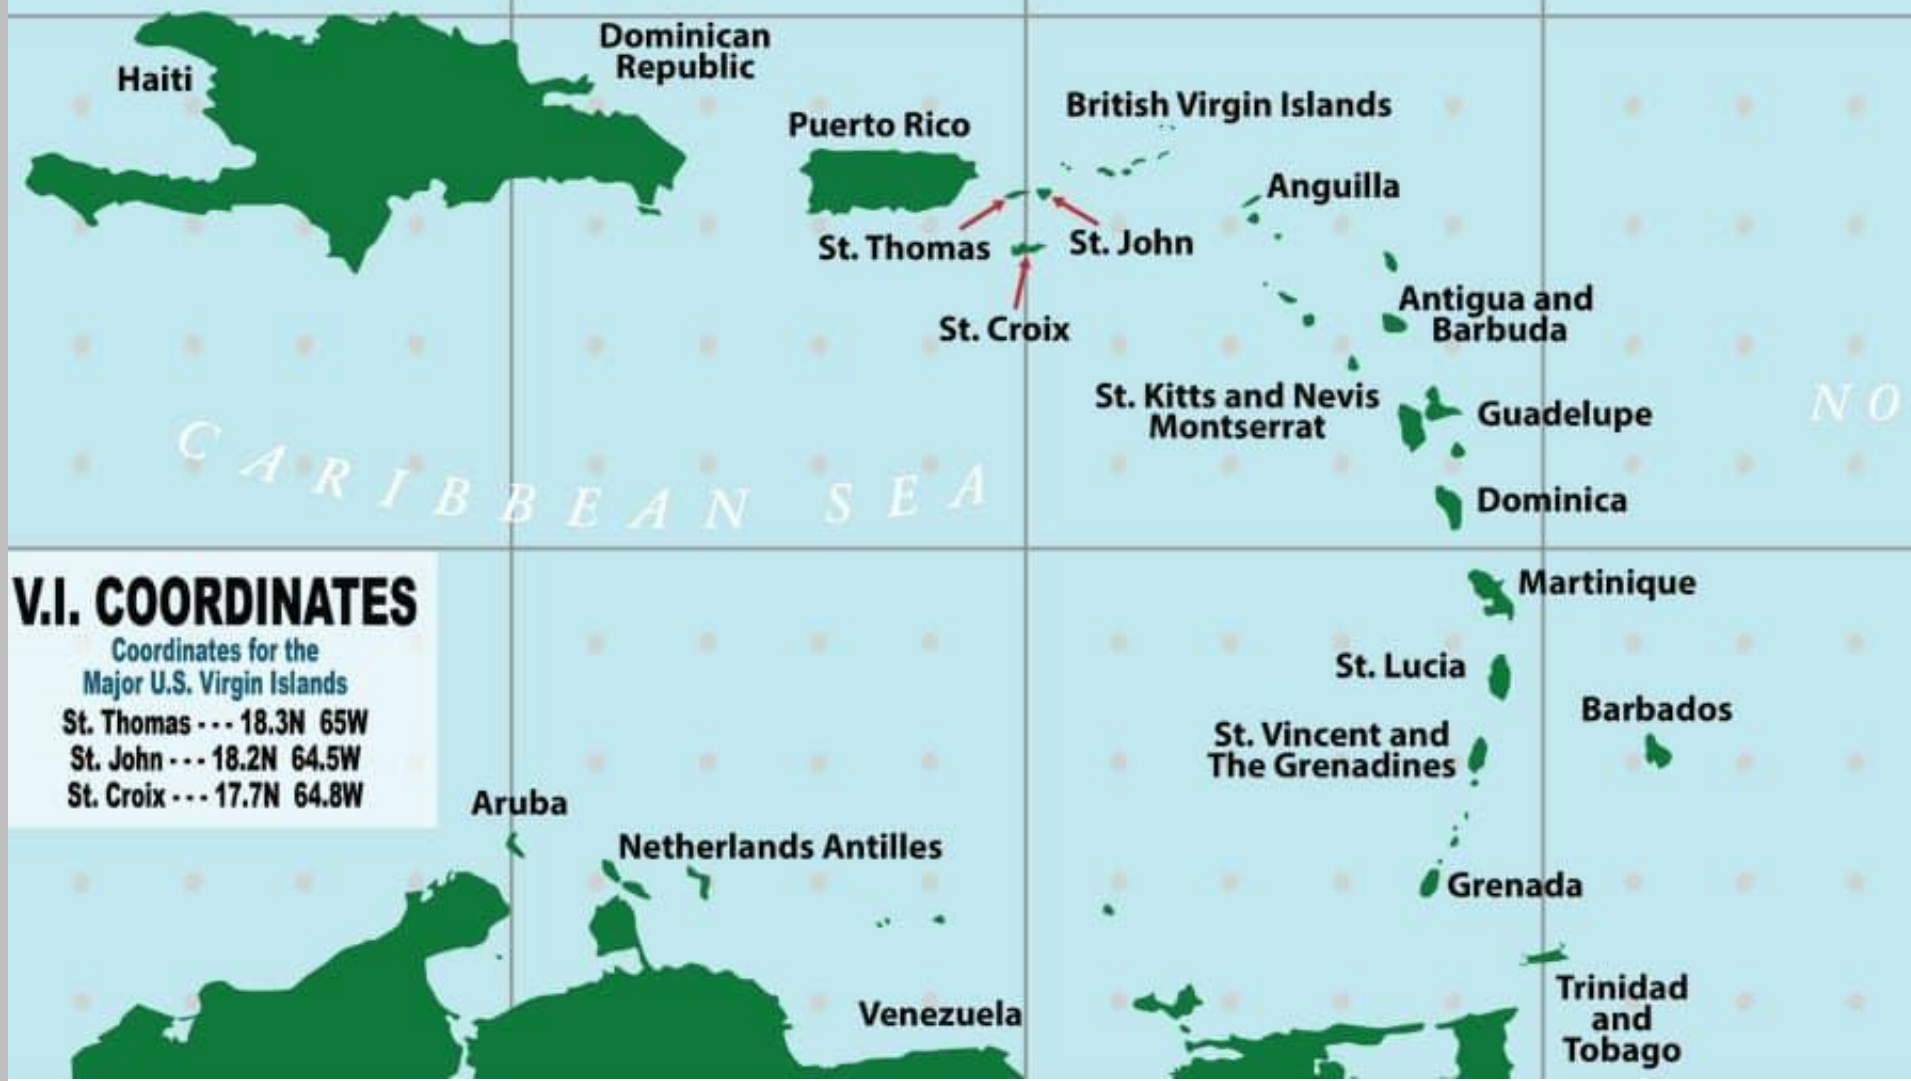 Haiti
Dominican
Republic
Puerto Rico
British Virgin Islands
Anguilla
St. Thomas
St. John
St. Croix
Antigua and
Barbuda
St. Kitts and Nevis
Montserrat
Guadelupe
Dominica
NO
CARIBBEAN SEA
V.I. COORDINATES
Coordinates for the
Major U.S. Virgin Islands
St. Thomas --- 18.3N 65W
St. John --- 18.2N 64.5W
St. Croix --- 17.7N 64.8W
Martinique
St. Lucia
Barbados
St. Vincent and
The Grenadines
Aruba
Netherlands Antilles
Grenada
Venezuela
Trinidad
and
Tobago